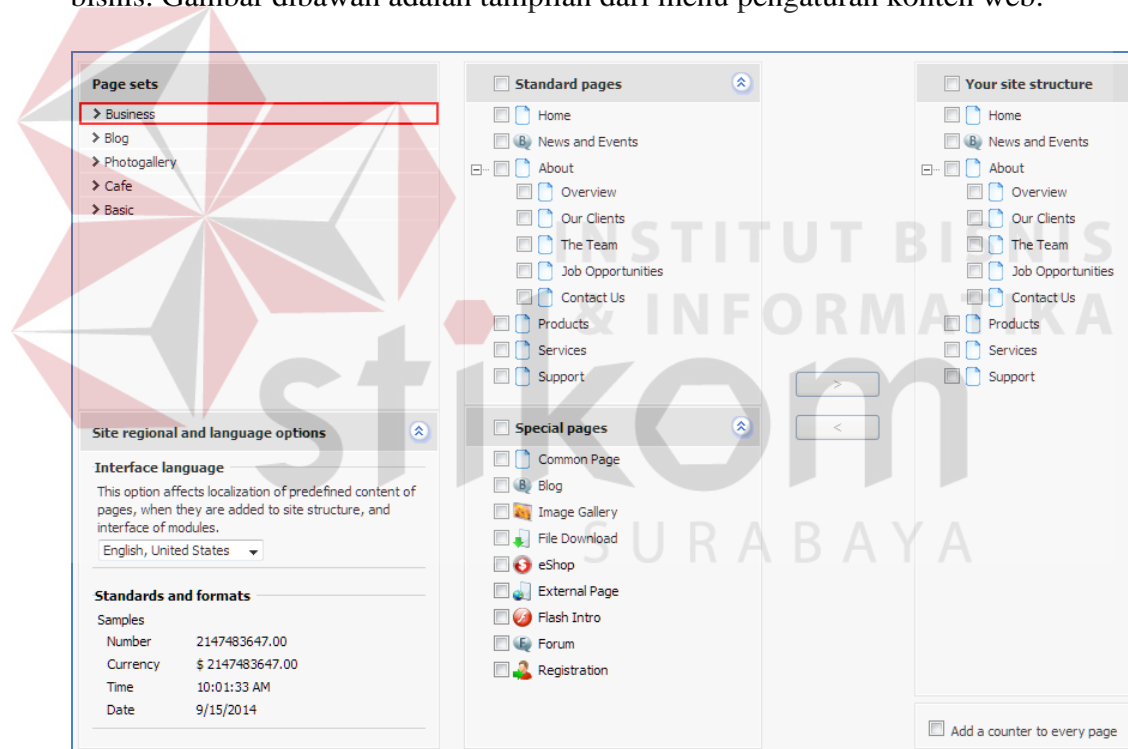 bisnis. Gambar dibawah adalah tampilan dari menu pengaturan konten web.
Page sets
Business
Blog
Photogallery
Cafe
Basic
Site regional and language options
Interface language
This option affects localization of predefined content of
pages, when they are added to site structure, and
interface of modules.
English, United States
Standards and formats
Samples
Number 2147483647.00
Currency $ 2147483647.00
Time 10:01:33 AM
Date 9/15/2014
Standard pages
Home
News and Events
About
Overview
Our Clients
The Team
Job Opportunities
Contact Us
Products
Services
Support
Special pages
Common Page
Blog
Image Gallery
File Download
eShop
External Page
Flash Intro
Forum
Registration
>
<
Your site structure
Home
News and Events
About
Overview
Our Clients
The Team
Job Opportunities
Contact Us
Products
Services
Support
Add a counter to every page
INSTITUT BISNIS
& INFORMATIKA
stikom
SURABAYA